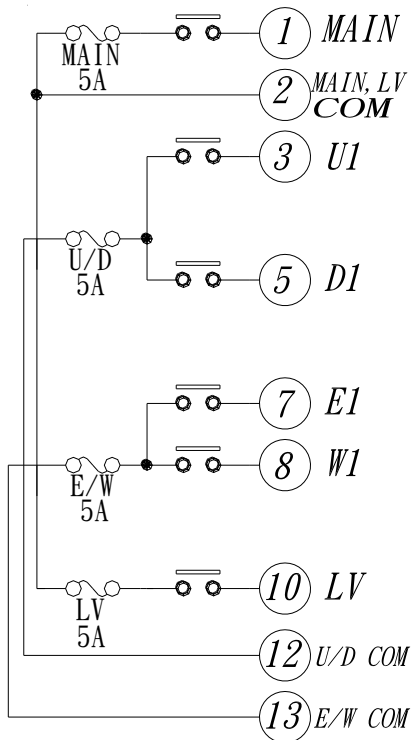 1 MAIN
MAIN
5A
2 MAIN, LV
COM
3 U1
U/D
5A
5 D1
7 E1
8 W1
E/W
5A
10 LV
LV
5A
12 U/D COM
13 E/W COM